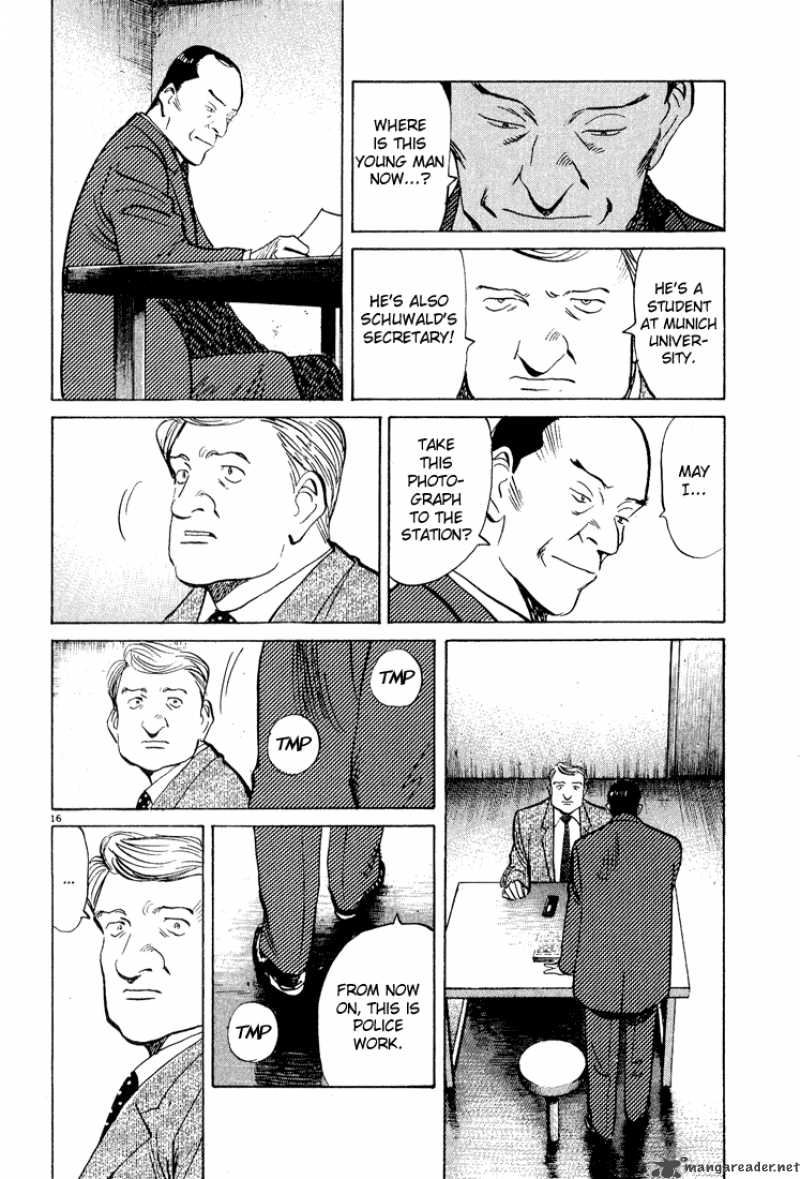 WHERE
IS THIS
YOUNG MAN
NOW...?
HE'S A
STUDENT
AT MUNICH
UNIVER-
SITY.
HE'S ALSO
SCHUWALD'S
SECRETARY!
MAY
I...
TAKE
THIS
PHOTO-
GRAPH
TO THE
STATION?
TMP
TMP
16
...
FROM NOW
ON, THIS IS
POLICE
WORK.
TMP
mangareader.net